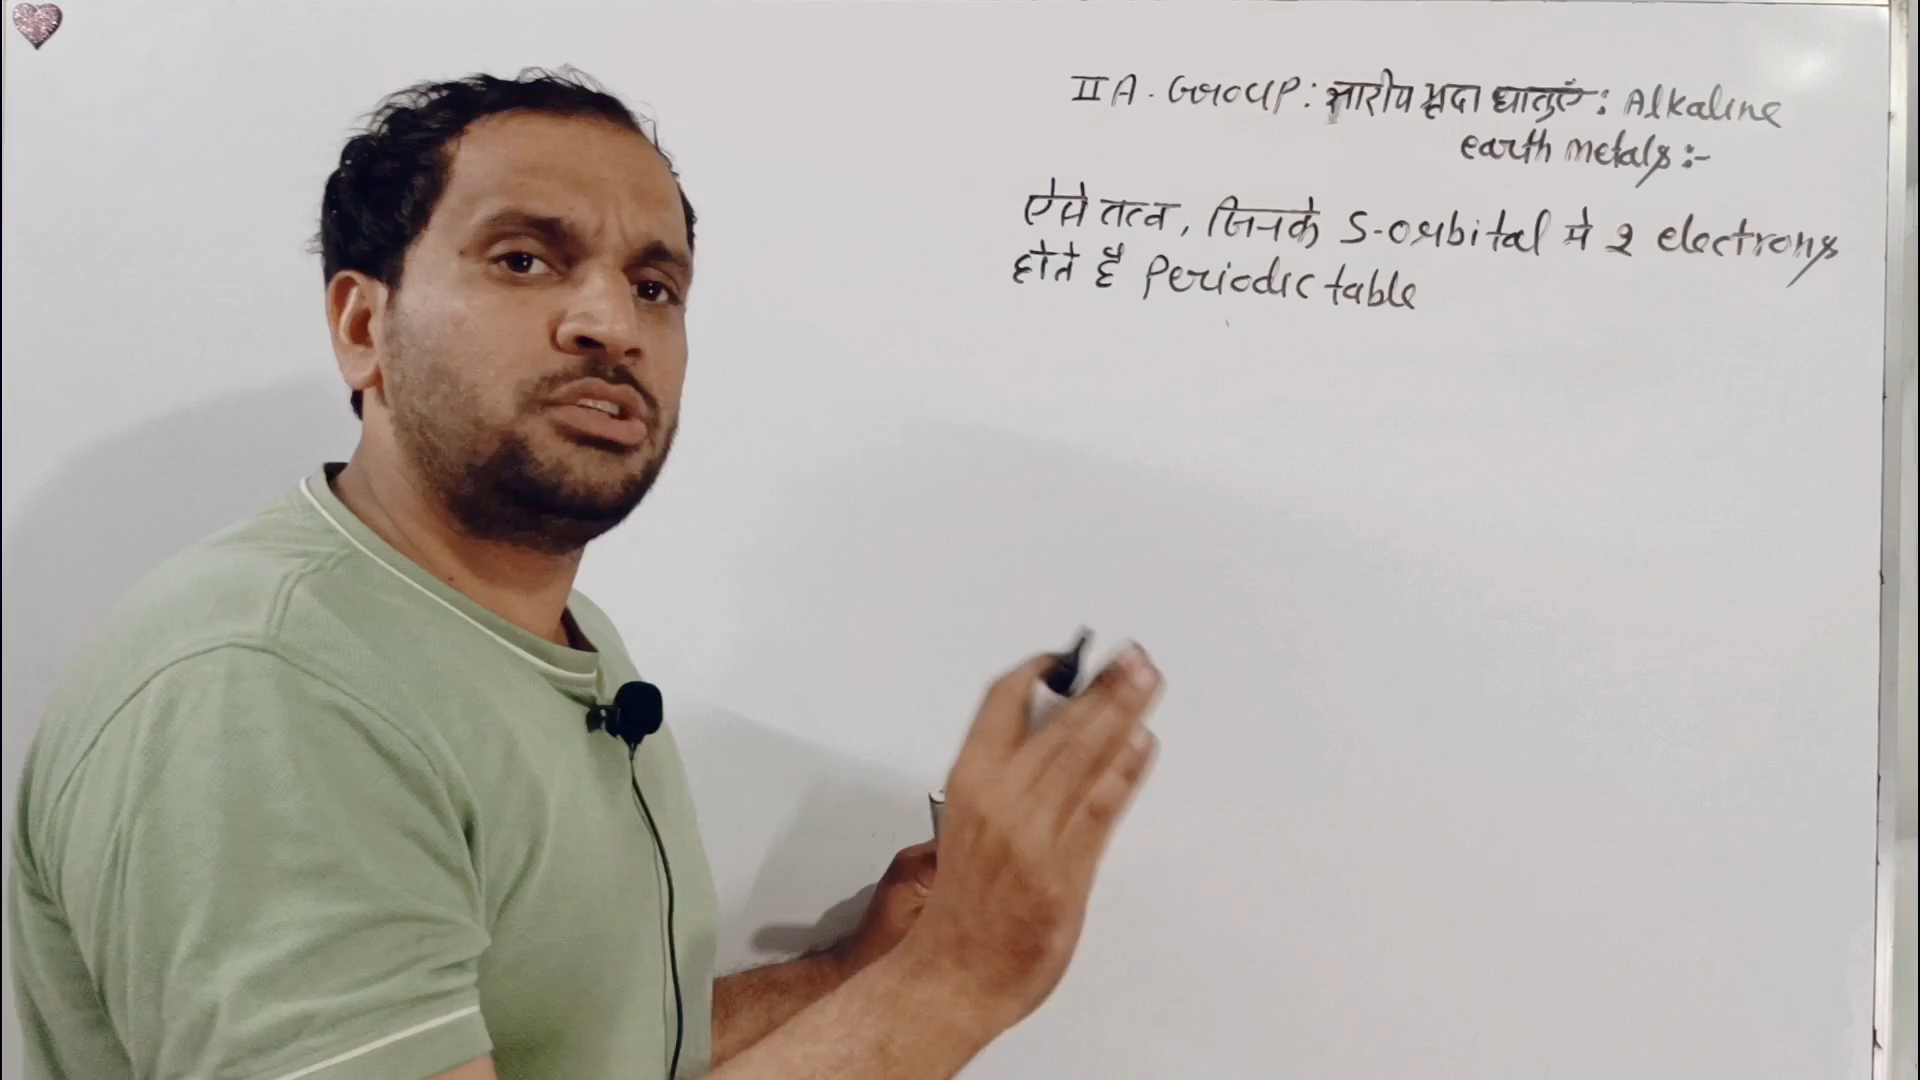 II A. Group: क्षारीय मृदा धातुएँ: Alkaline
earth metals:-
ऐसे तत्व, जिनके S-orbital मे 2 electrons
होते है Periodic table